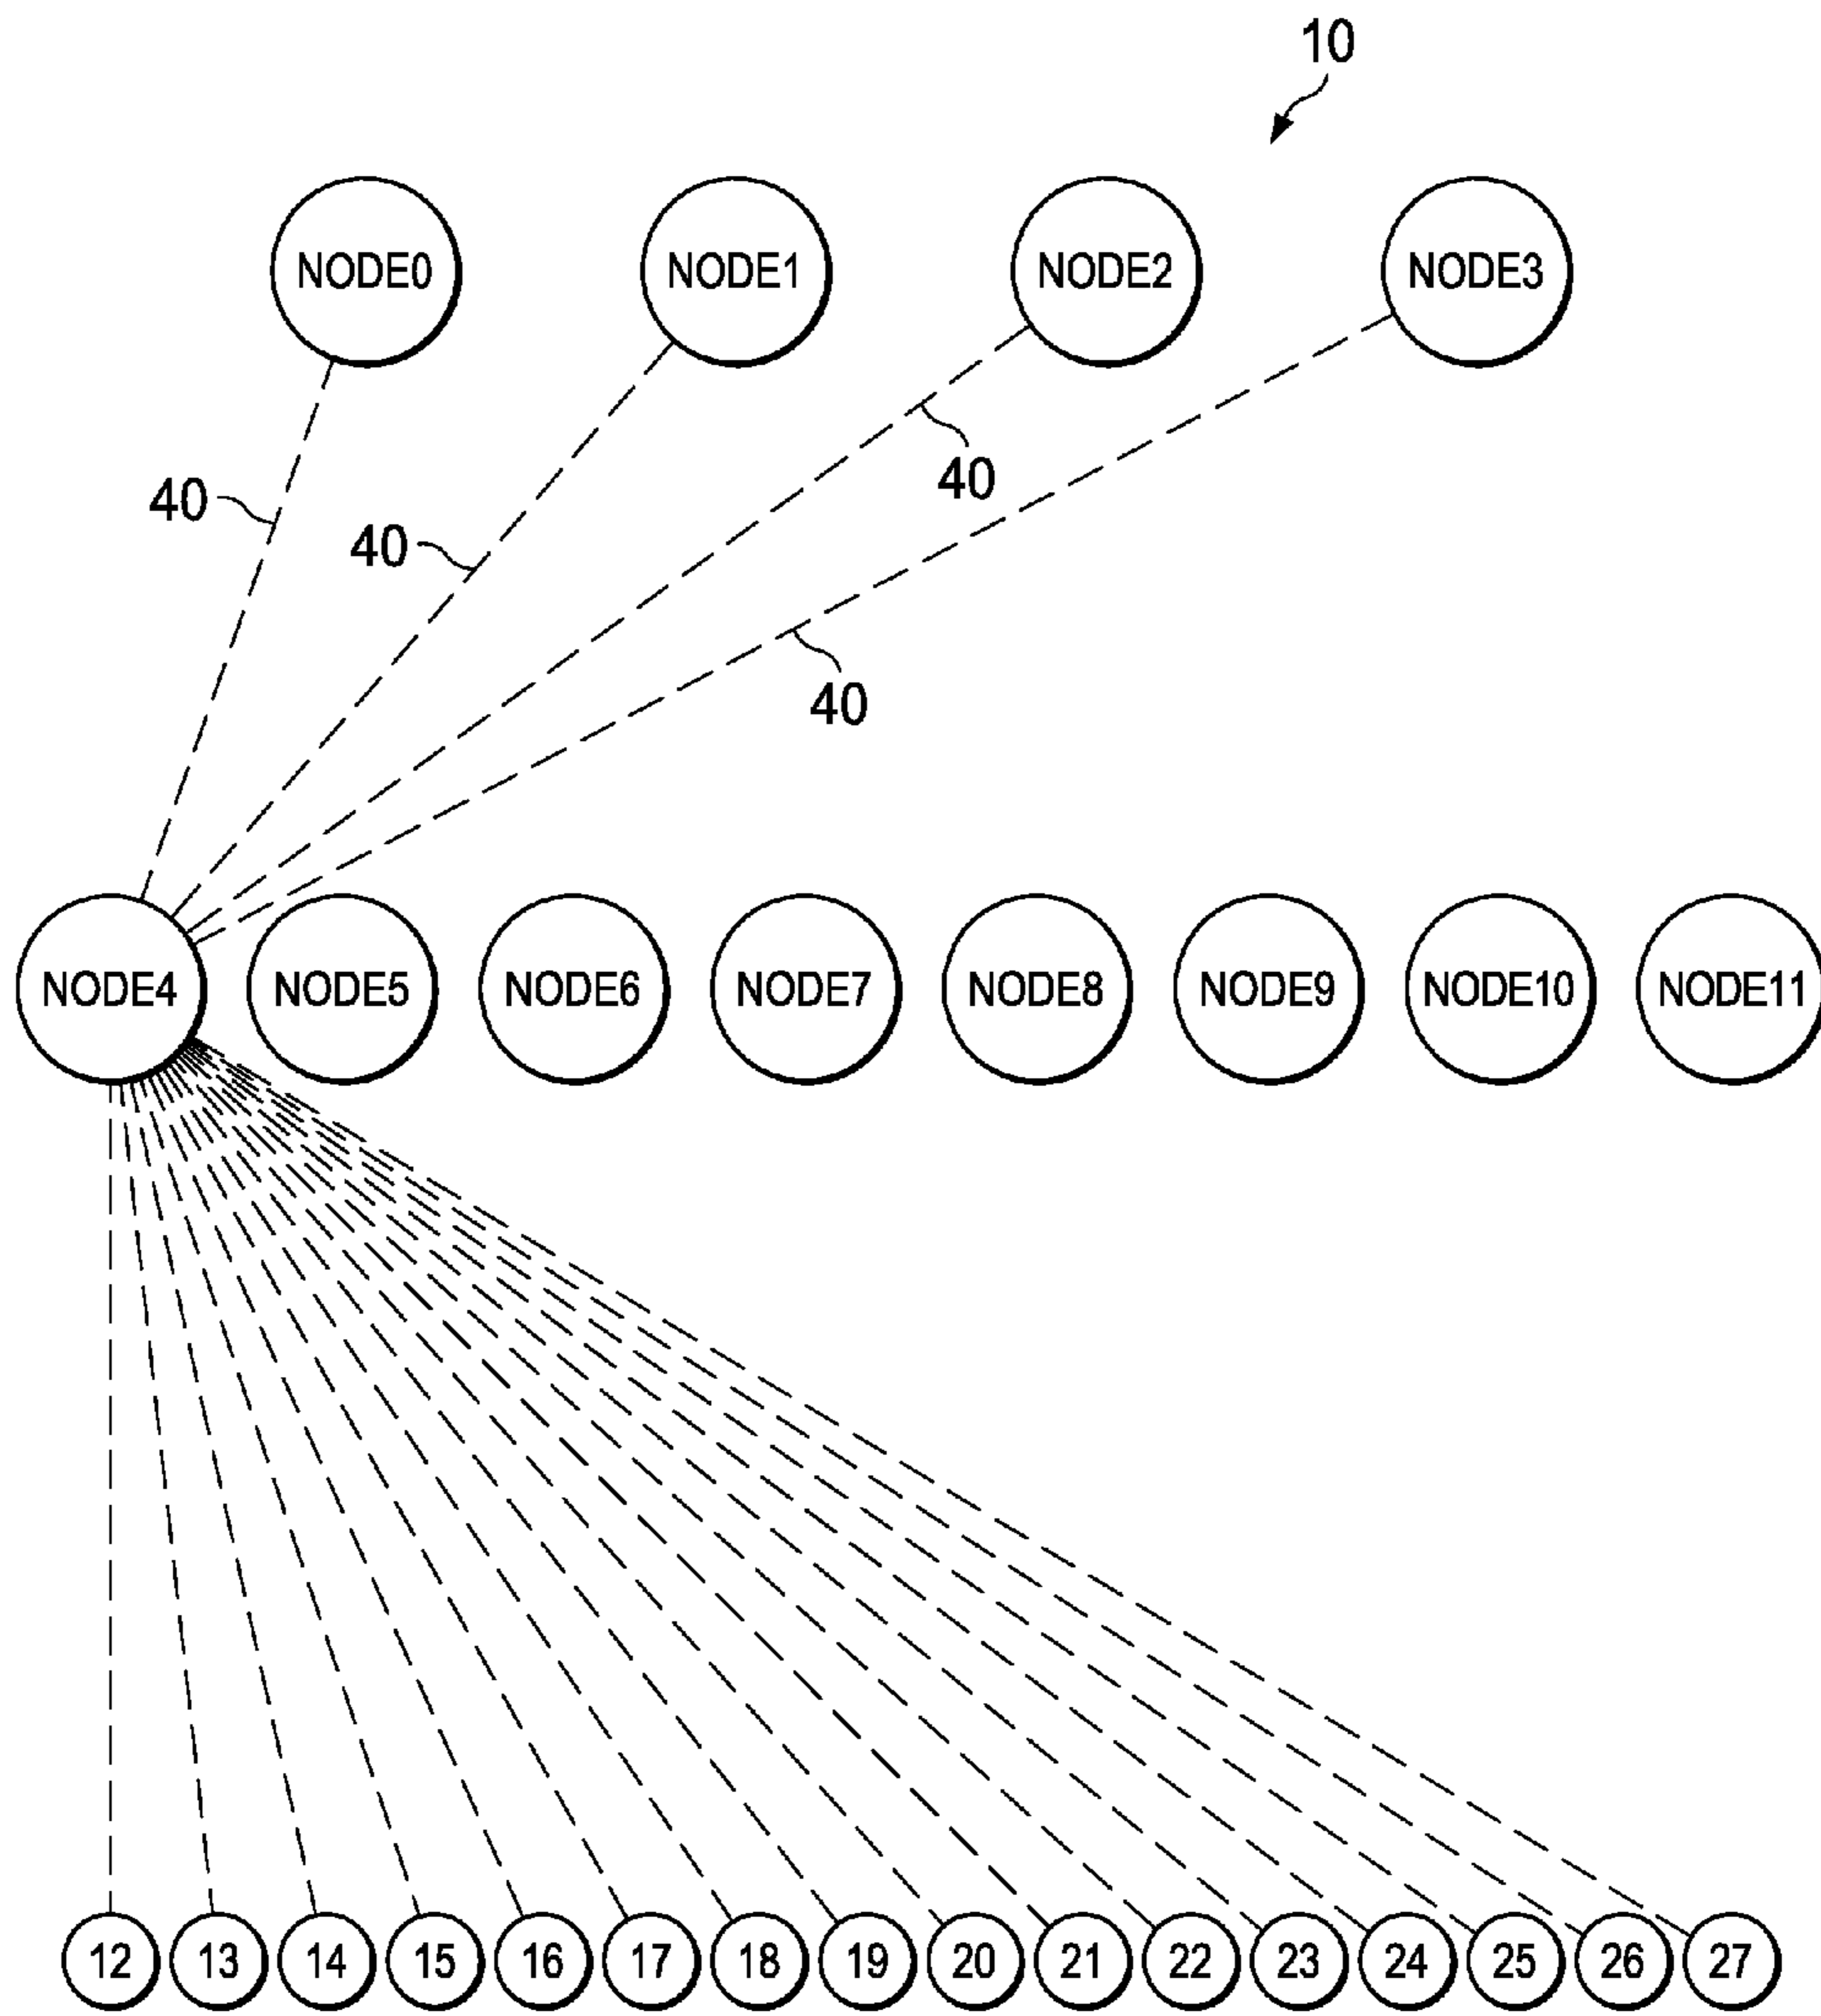 10
NODE0 NODE1 NODE2 NODE3
40
40
40
40
NODE4 NODE5 NODE6 NODE7 NODE8 NODE9 NODE10 NODE11
12 13 14 15 16 17 18 19 20 21 22 23 24 25 26 27